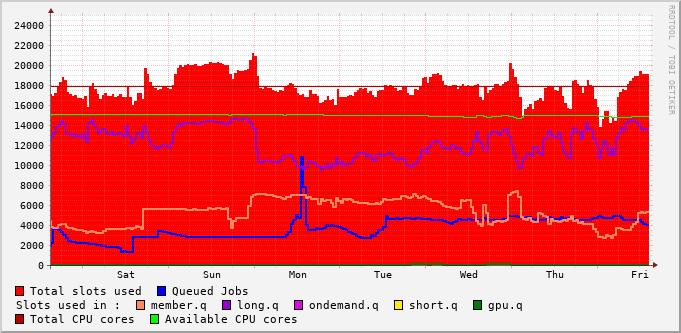 24000
22000
20000
18000
16000
14000
12000
10000
8000
6000
4000
2000
0
Sat Sun Mon Tue Wed Thu Fri
RRDTOOL / TOBI OETIKER
Total slots used Queued Jobs
Slots used in : member.q long.q ondemand.q short.q gpu.q
Total CPU cores Available CPU cores